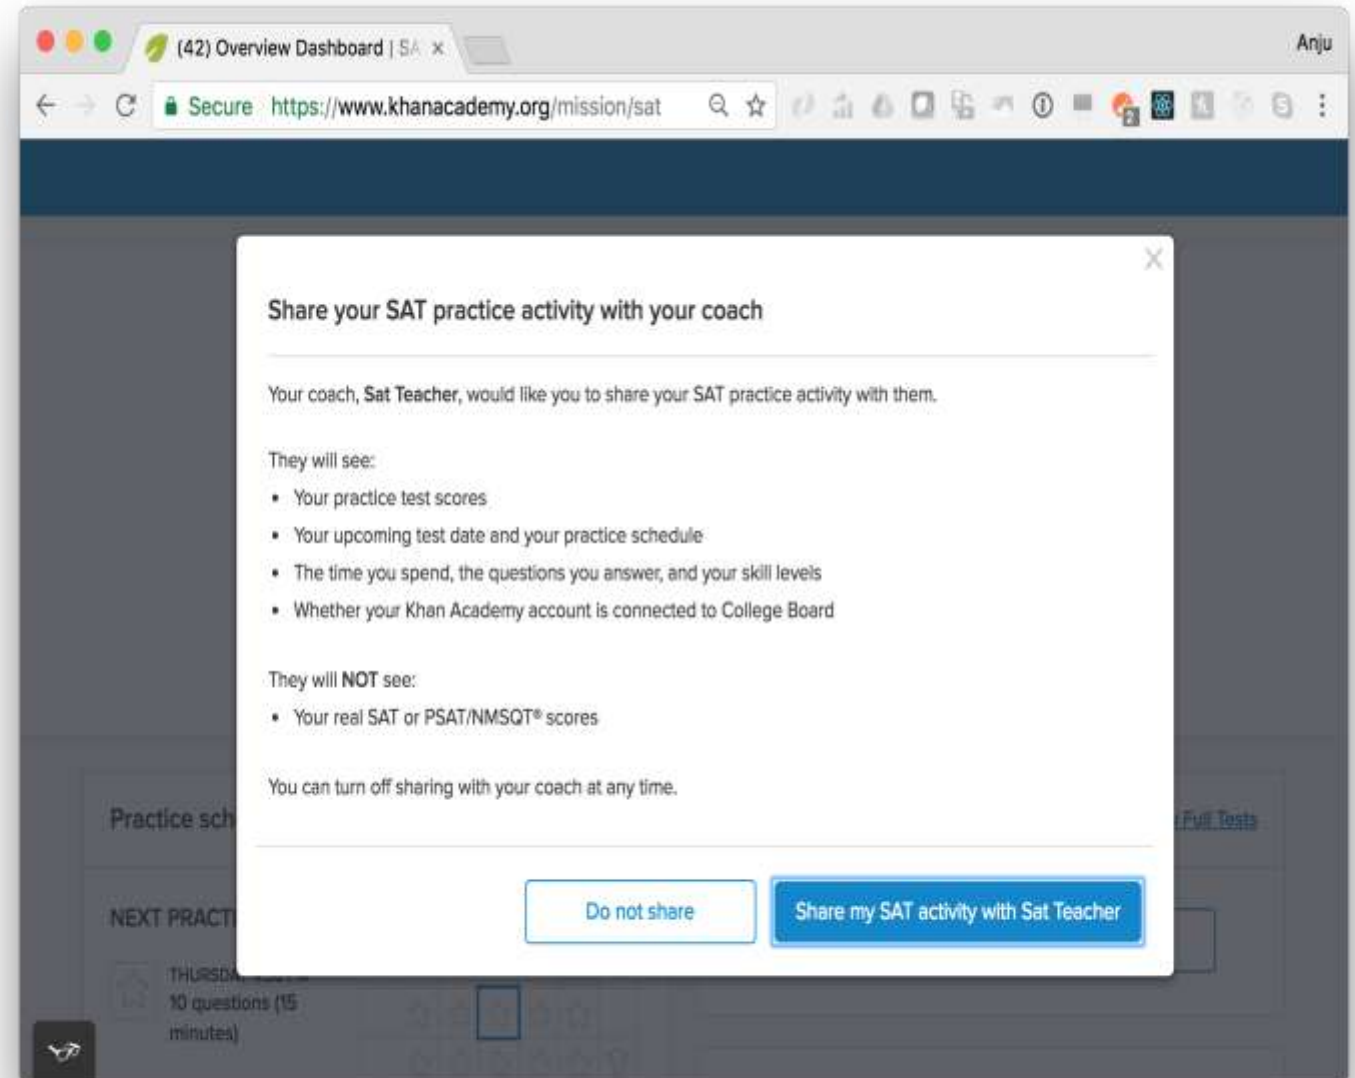 (42) Overview Dashboard | SA
Anju
Secure https://www.khanacademy.org/mission/sat
2
Share your SAT practice activity with your coach
Your coach, Sat Teacher, would like you to share your SAT practice activity with them.
They will see:
• Your practice test scores
• Your upcoming test date and your practice schedule
• The time you spend, the questions you answer, and your skill levels
• Whether your Khan Academy account is connected to College Board
They will NOT see:
• Your real SAT or PSAT/NMSQT® scores
You can turn off sharing with your coach at any time.
Practice sch
Full Tests
Do not share
Share my SAT activity with Sat Teacher
NEXT PRACTI
10 questions (15
minutes)